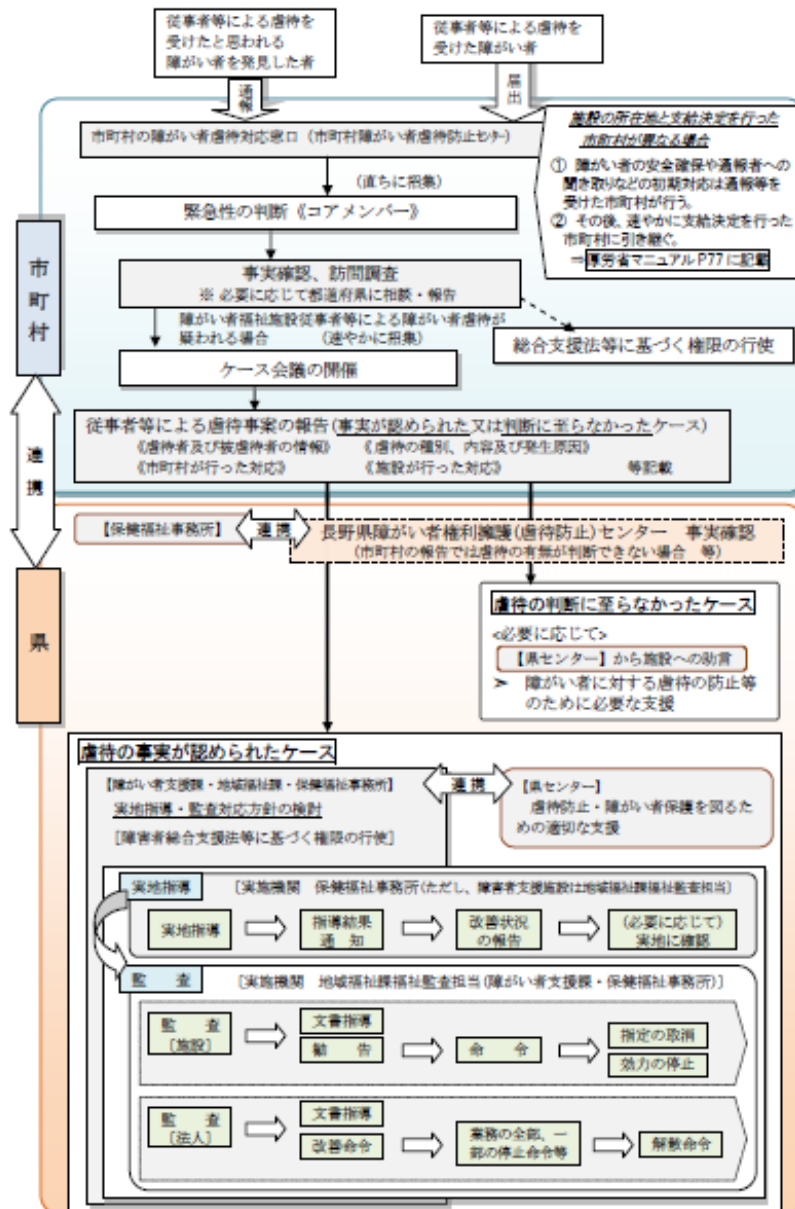 従事者等による虐待を
受けたと思われる
障がい者を発見した者
従事者等による虐待を
受けた障がい者
通報
届出
市町村の障がい者虐待対応窓口（市町村障がい者虐待防止センター）
施設の所在地と支給決定を行った
市町村が異なる場合
① 障がい者の安全確保や通報者への
聞き取りなどの初期対応は通報等を
受けた市町村が行う。
② その後、速やかに支給決定を行った
市町村に引き継ぐ。
⇒厚労省マニュアル P77 に記載
(直ちに招集)
緊急性の判断《コアメンバー》
市町村
事実確認、訪問調査
※ 必要に応じて都道府県に相談・報告
障がい者福祉施設従事者等による障がい者虐待が
疑われる場合 (速やかに招集)
総合支援法等に基づく権限の行使
ケース会議の開催
従事者等による虐待事案の報告(事実が認められた又は判断に至らなかったケース)
《虐待者及び被虐待者の情報》 《虐待の種別、内容及び発生原因》
《市町村が行った対応》 《施設が行った対応》 等記載
連携
【保健福祉事務所】
連携
長野県障がい者権利擁護(虐待防止)センター 事実確認
(市町村の報告では虐待の有無が判断できない場合 等)
県
虐待の判断に至らなかったケース
<必要に応じて>
【県センター】から施設への助言
➢ 障がい者に対する虐待の防止等
のために必要な支援
虐待の事実が認められたケース
【障がい者支援課・地域福祉課・保健福祉事務所】
実地指導・監査対応方針の検討
[障害者総合支援法等に基づく権限の行使]
連携
【県センター】
虐待防止・障がい者保護を図るた
めの適切な支援
実地指導
[実施機関 保健福祉事務所(ただし、障害者支援施設は地域福祉課福祉監査担当]
実地指導
指導結果
通知
改善状況
の報告
(必要に応じて)
実地に確認
監査
[実施機関 地域福祉課福祉監査担当(障がい者支援課・保健福祉事務所)]
監査
[施設]
文書指導
勧告
命令
指定の取消
効力の停止
監査
[法人]
文書指導
改善命令
業務の全部、一
部の停止命令等
解散命令